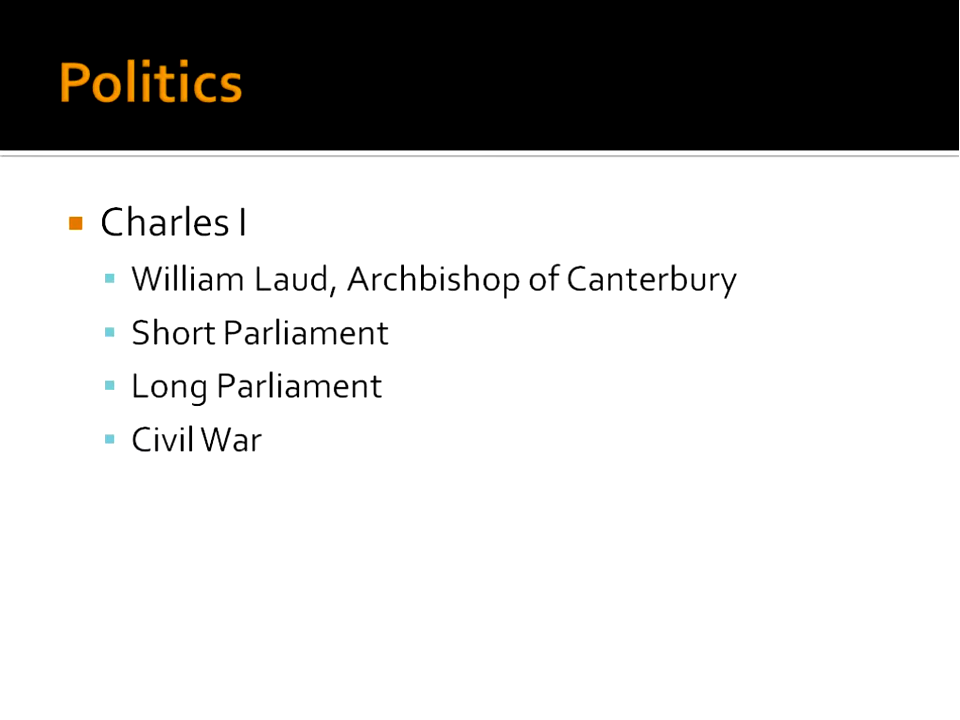 Politics
Charles I
William Laud, Archbishop of Canterbury
Short Parliament
Long Parliament
Civil War